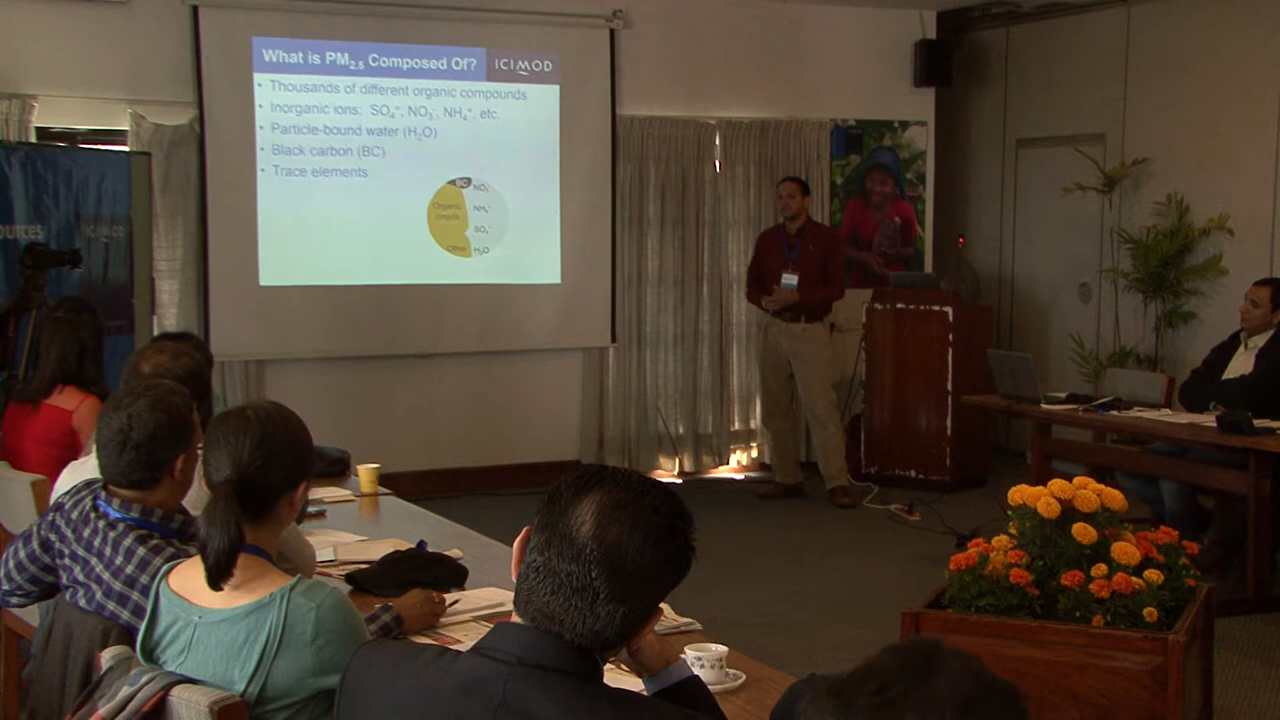 What is PM2.5 Composed Of?
ICIMOD
• Thousands of different organic compounds
• Inorganic ions: SO4=, NO3-, NH4+, etc.
• Particle-bound water (H2O)
• Black carbon (BC)
• Trace elements
BC
NO3-
Organic
cmpds
NH4+
SO4=
Other
H2O
ources
ICIMOD